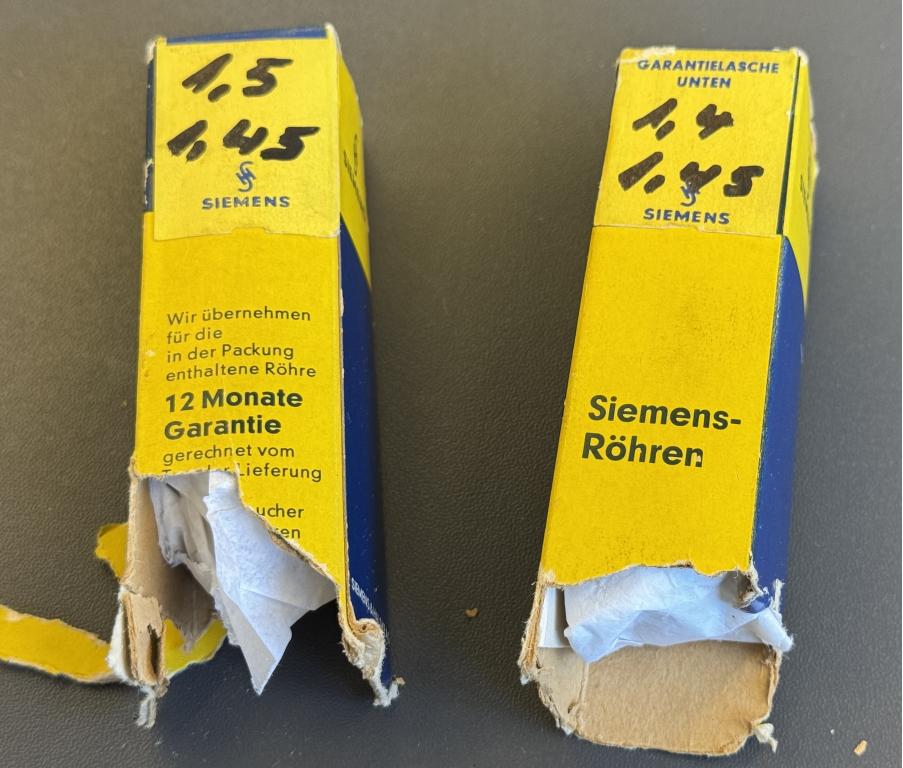 1,5
1,45
SIEMENS
Wir übernehmen
für die
in der Packung
enthaltene Röhre
12 Monate
Garantie
gerechnet vom
Lieferung
GARANTIELASCHE
UNTEN
1,4
1,45
SIEMENS
Siemens-
Röhren